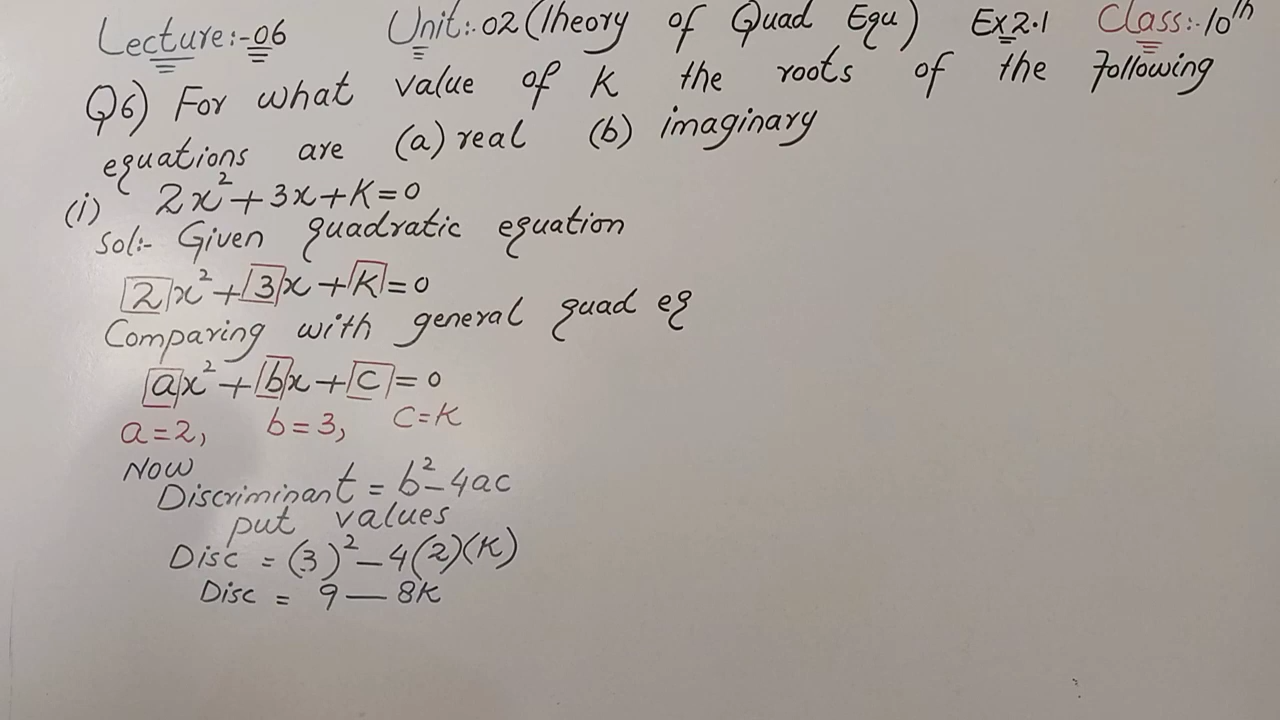 Lecture:-06 Unit:-02 (Theory of Quad Equ) Ex2.1 Class:-10th
Q6) For what value of K the roots of the following
equations are (a) real (b) imaginary
(i) 2x²+3x+K=0
Sol:- Given quadratic equation
2x²+3x+K=0
Comparing with general quad eq
ax²+bx+c=0
a=2, b=3, c=K
Now
Discriminant = b²-4ac
put values
Disc = (3)²-4(2)(K)
Disc = 9-8K